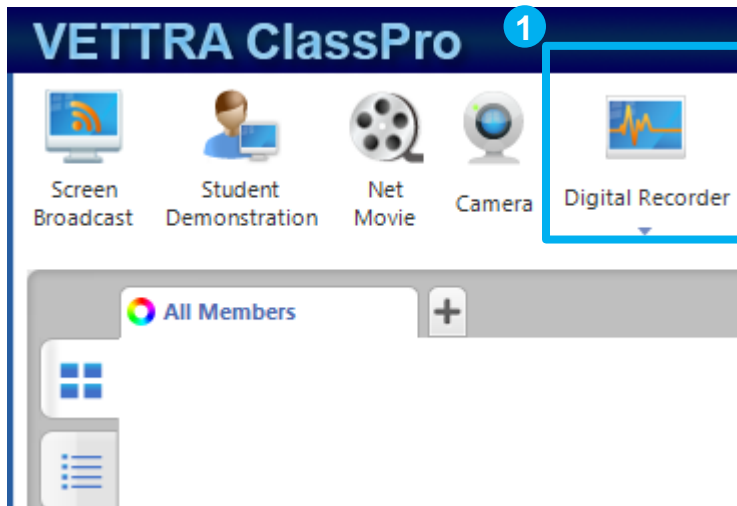 VETTRA ClassPro
1
Screen
Broadcast
Student
Demonstration
Net
Movie
Camera
Digital Recorder
All Members